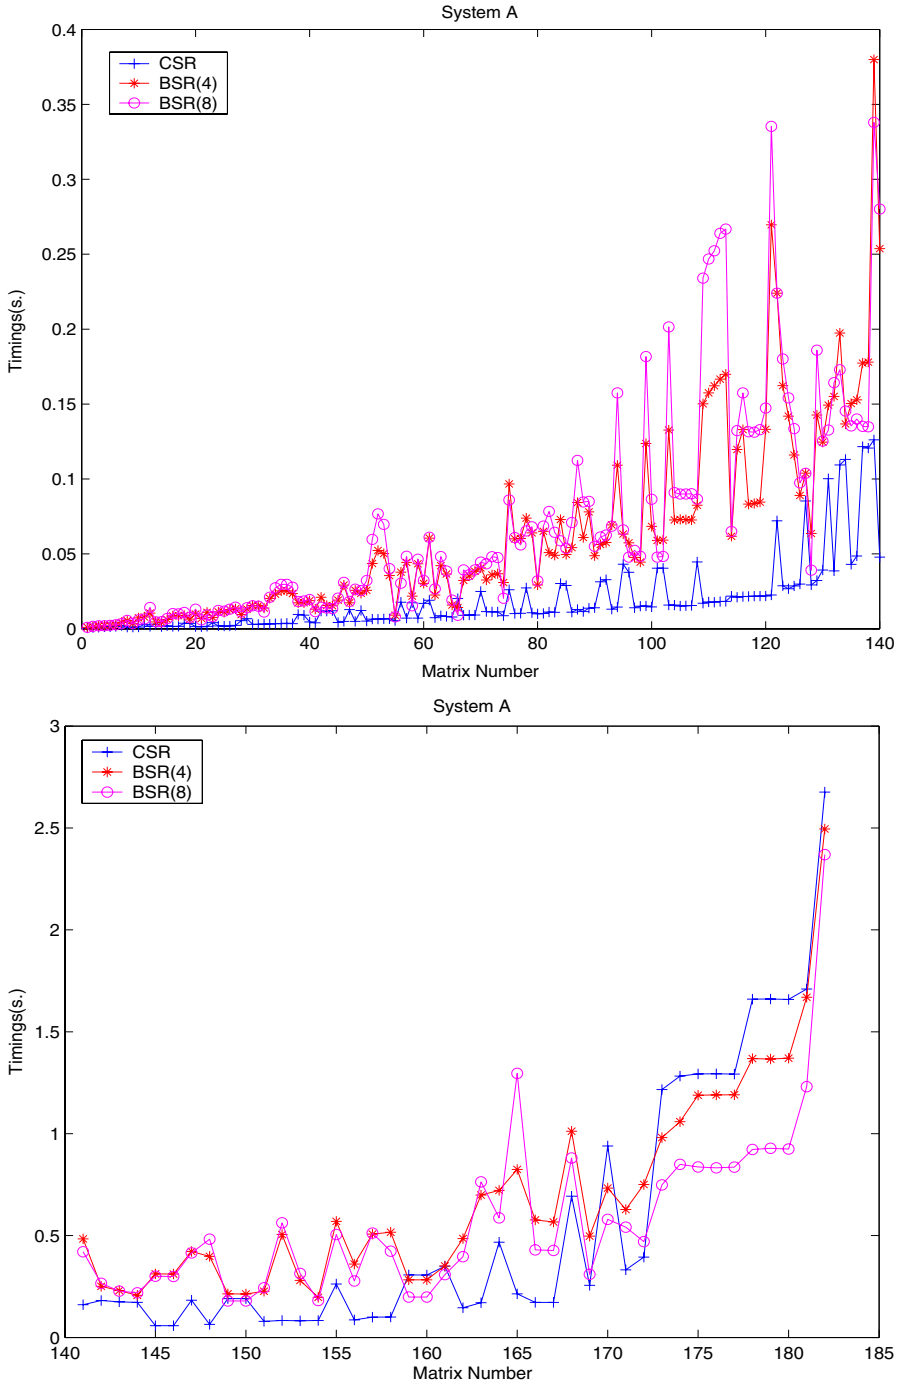 System A
0.4
0.35
0.3
0.25
0.2
0.15
0.1
0.05
0
Timings(s.)
CSR
BSR(4)
BSR(8)
0 20 40 60 80 100 120 140
Matrix Number
System A
3
2.5
2
1.5
1
0.5
0
Timings(s.)
CSR
BSR(4)
BSR(8)
140 145 150 155 160 165 170 175 180 185
Matrix Number